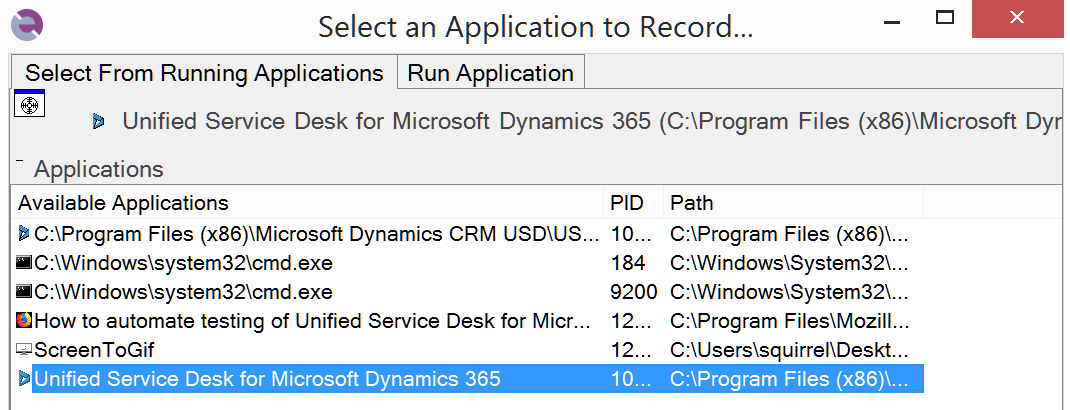 Select an Application to Record...
Select From Running Applications Run Application
Unified Service Desk for Microsoft Dynamics 365 (C:\Program Files (x86)\Microsoft Dyr
Applications
Available Applications PID Path
C:\Program Files (x86)\Microsoft Dynamics CRM USD\US... 10... C:\Program Files (x86)\...
C:\Windows\system32\cmd.exe 184 C:\Windows\System32\...
C:\Windows\system32\cmd.exe 9200 C:\Windows\System32\...
How to automate testing of Unified Service Desk for Micr... 12... C:\Program Files\Mozill...
ScreenToGif 12... C:\Users\squirrel\Deskt...
Unified Service Desk for Microsoft Dynamics 365 10... C:\Program Files (x86)\...